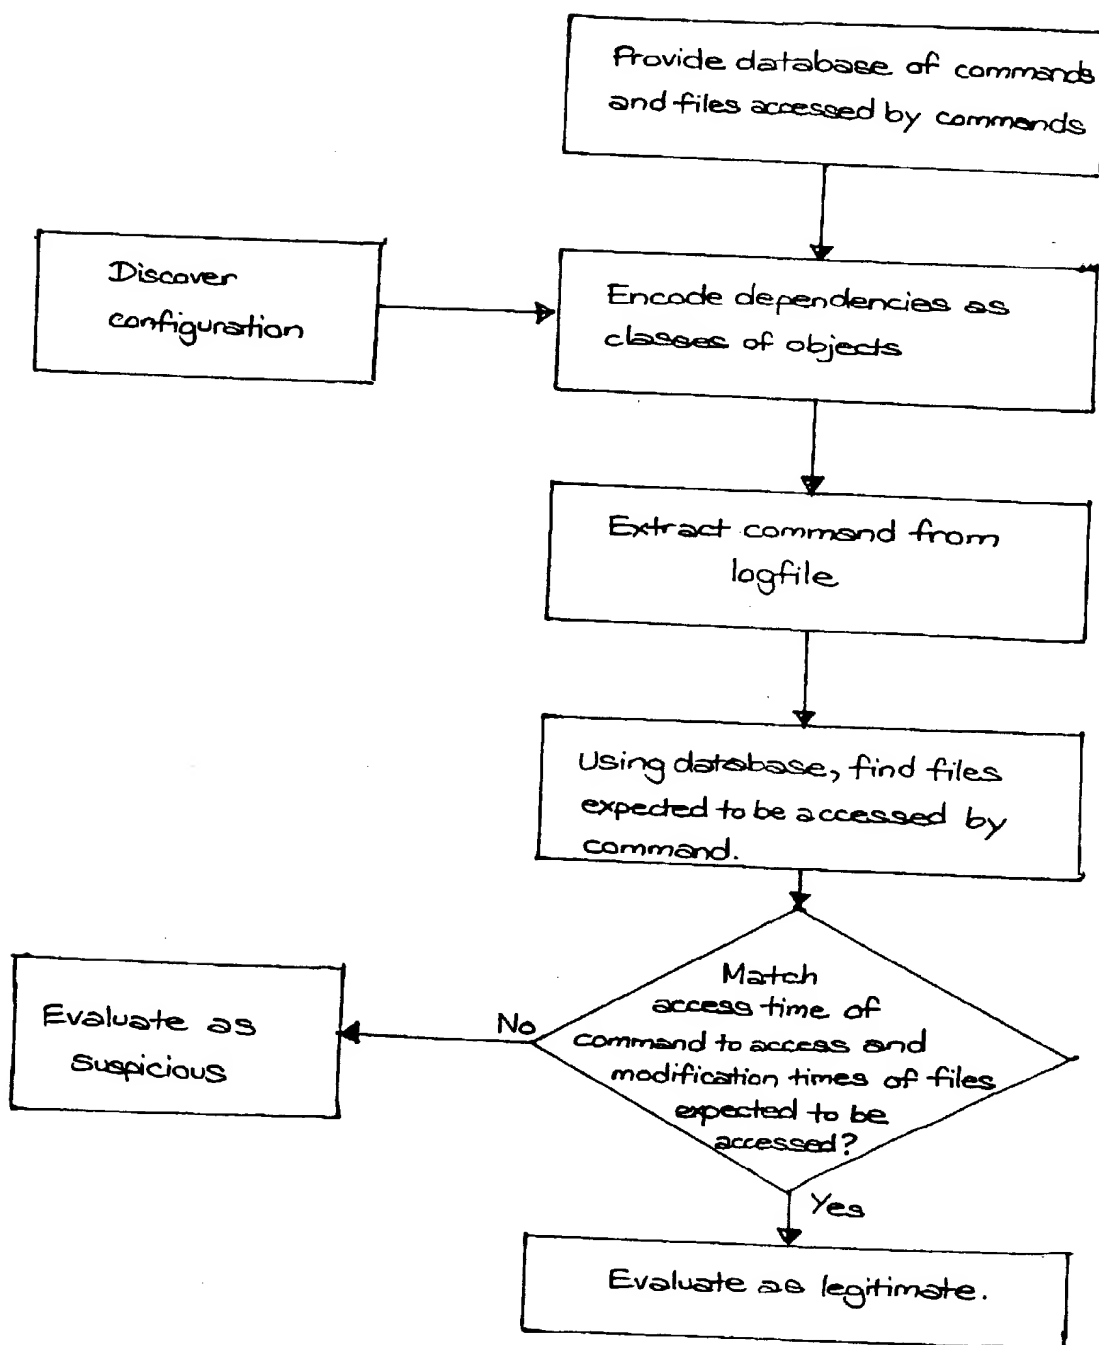 Provide database of commands
and files accessed by commands
Discover
configuration
Encode dependencies as
classes of objects
Extract command from
logfile
Using database, find files
expected to be accessed by
command.
Match
access time of
command to access and
modification times of files
expected to be
accessed?
No
Evaluate as
suspicious
Yes
Evaluate as legitimate.